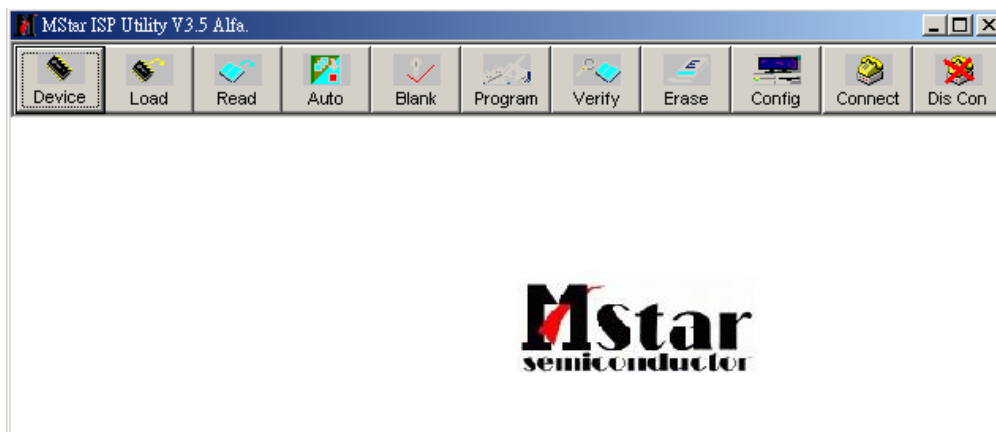 MStar ISP Utility V3.5 Alfa.
Device Load Read Auto Blank Program Verify Erase Config Connect Dis Con
MStar
semiconductor